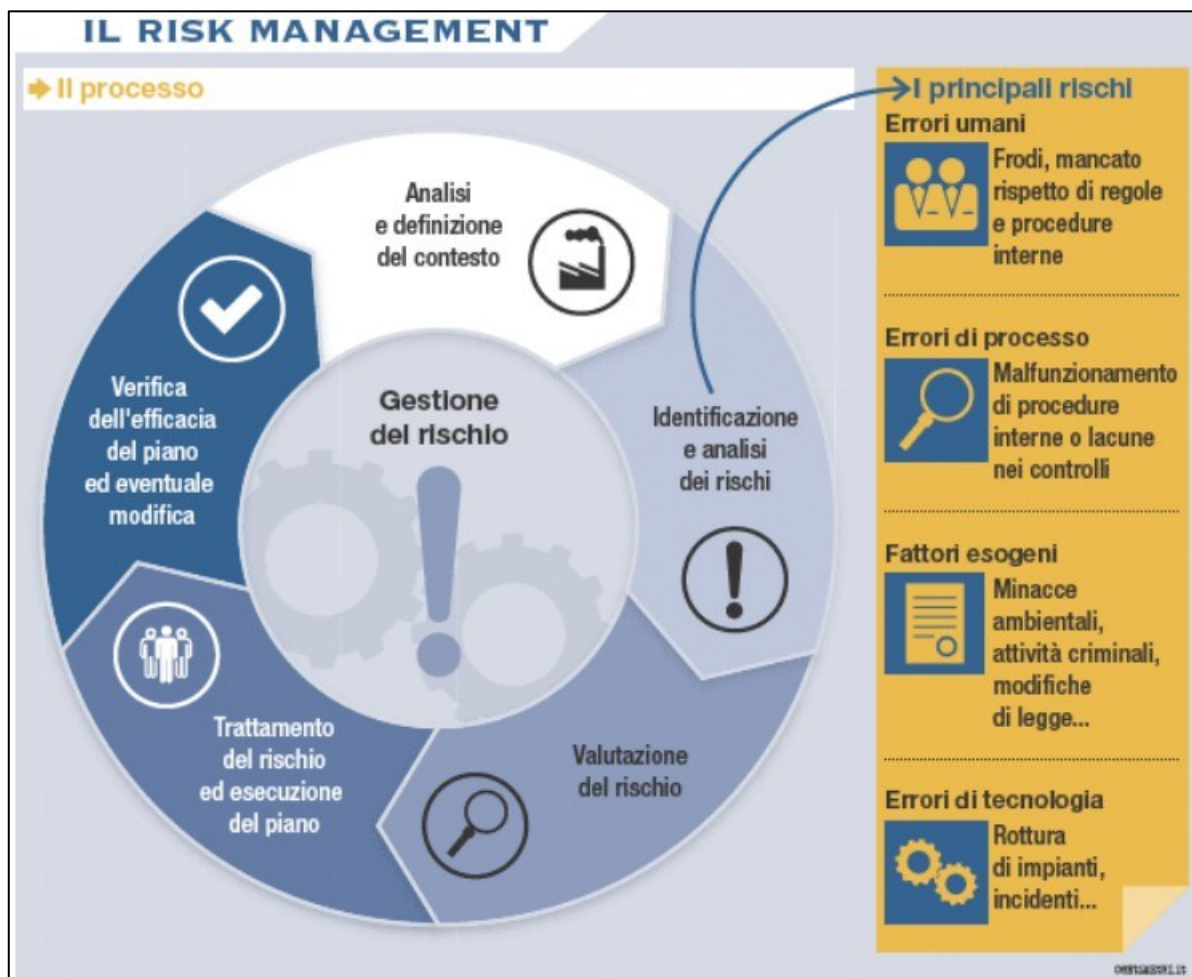 IL RISK MANAGEMENT
Il processo
Analisi
e definizione
del contesto
Identificazione
e analisi
dei rischi
Valutazione
del rischio
Trattamento
del rischio
ed esecuzione
del piano
Verifica
dell'efficacia
del piano
ed eventuale
modifica
Gestione
del rischio
I principali rischi
Errori umani
Frodi, mancato
rispetto di regole
e procedure
interne
Errori di processo
Malfunzionamento
di procedure
interne o lacune
nei controlli
Fattori esogeni
Minacce
ambientali,
attività criminali,
modifiche
di legge...
Errori di tecnologia
Rottura
di impianti,
incidenti...